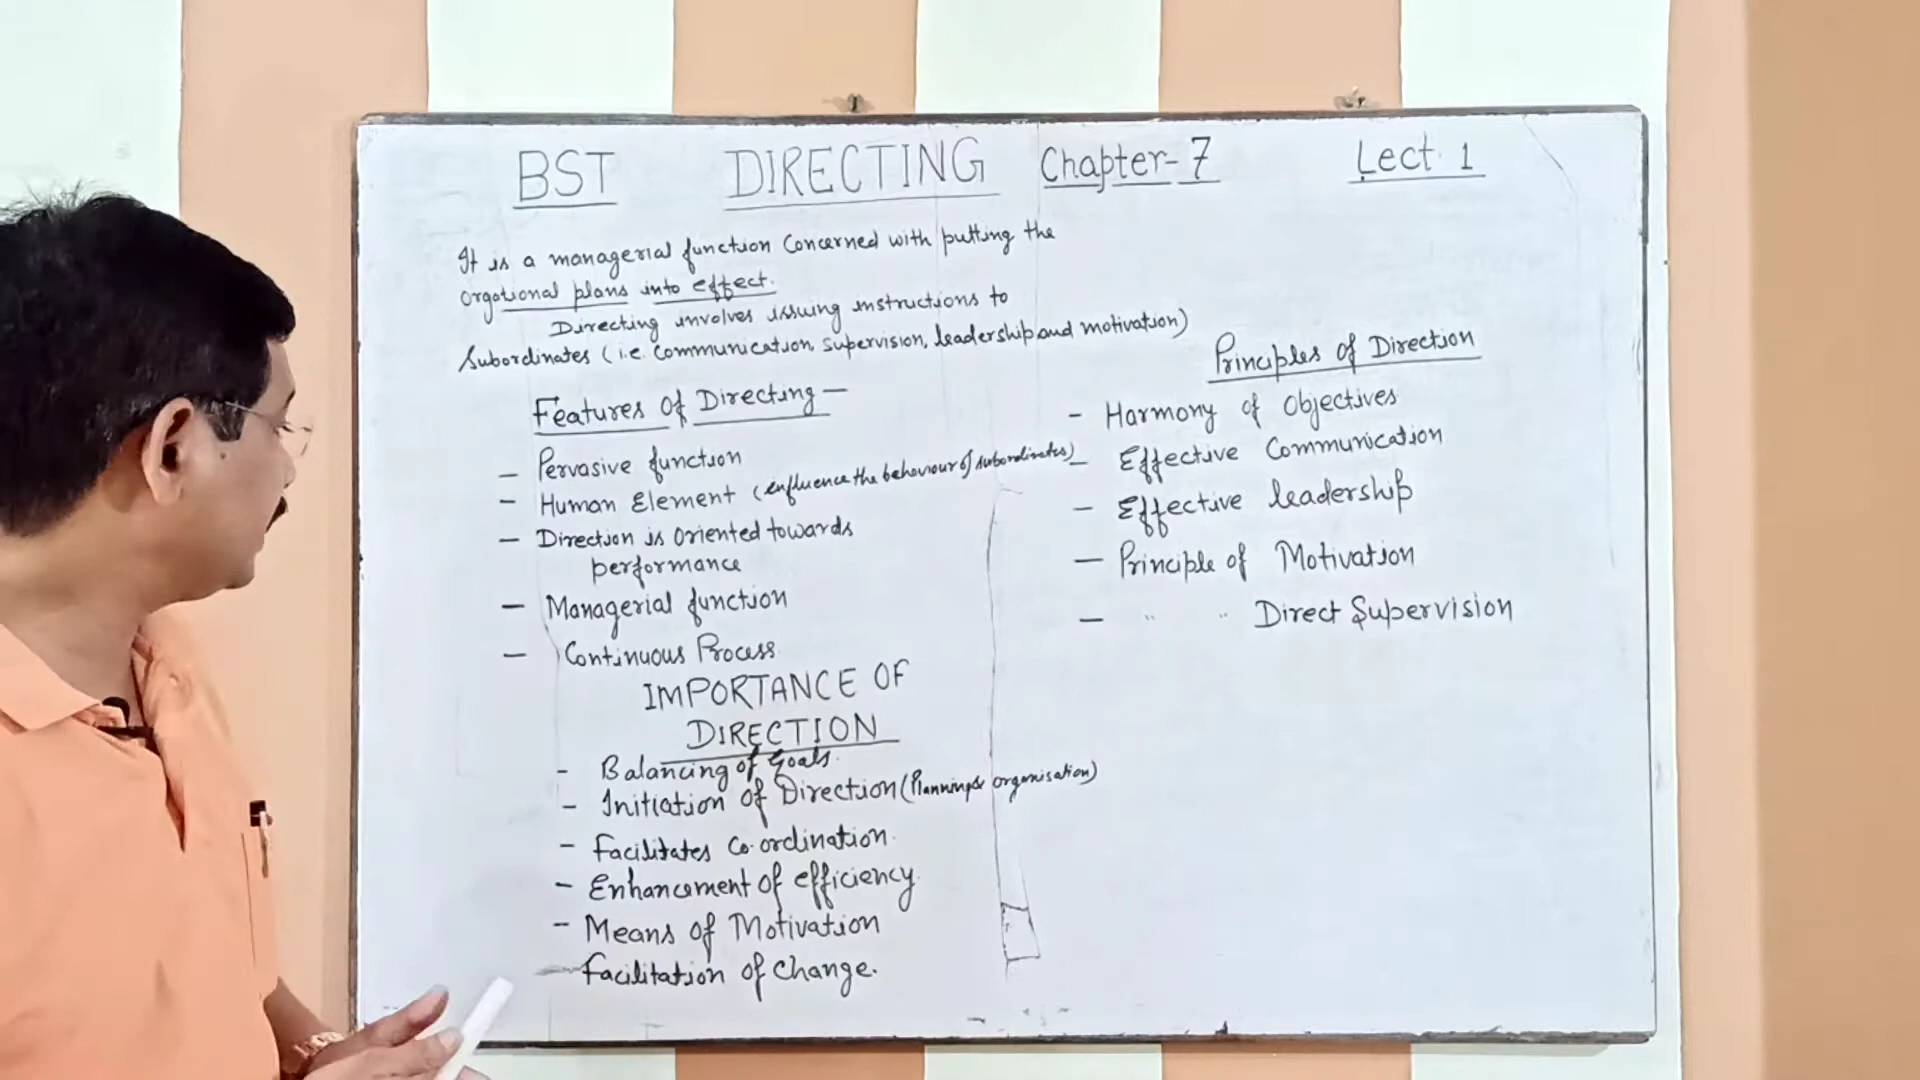 BST DIRECTING Chapter-7 Lect. 1
It is a managerial function Concerned with putting the
Orgational plans into effect.
Directing involves issuing instructions to
Subordinates (i.e. Communication, supervision, leadership and motivation)
Features Of Directing —
— Pervasive function
— Human Element (influence the behaviour of subordinates)
— Direction is Oriented towards
performance
— Managerial function
— Continuous Process
IMPORTANCE OF
DIRECTION
- Balancing of Goals.
- Initiation of Direction (Planning & organisation)
- Facilitates Co-ordination.
- Enhancement of efficiency.
- Means of Motivation
- Facilitation of Change.
Principles of Direction
- Harmony of Objectives
- Effective Communication
- Effective leadership
— Principle of Motivation
— " " Direct Supervision